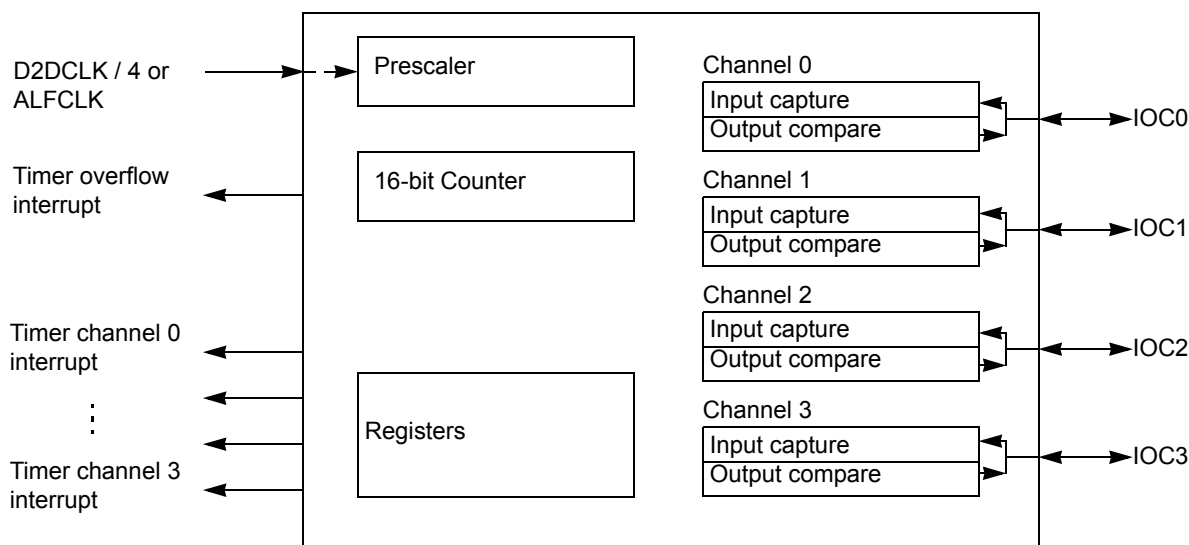 D2DCLK / 4 or
ALFCLK
Timer overflow
interrupt
Timer channel 0
interrupt
Timer channel 3
interrupt
Prescaler
16-bit Counter
Registers
Channel 0
Input capture
Output compare
IOC0
Channel 1
Input capture
Output compare
IOC1
Channel 2
Input capture
Output compare
IOC2
Channel 3
Input capture
Output compare
IOC3